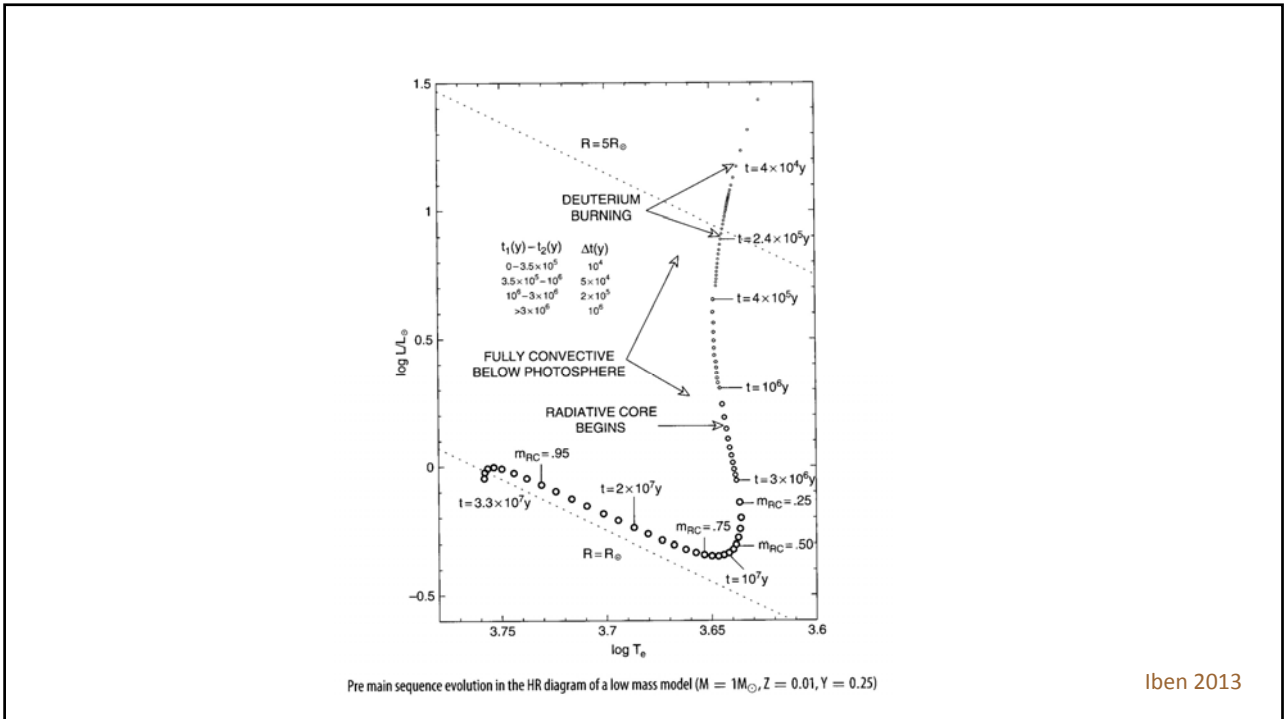 1.5
R=5R⊙
t=4×10⁴y
DEUTERIUM
BURNING
1
t=2.4×10⁵y
t₁(y)−t₂(y) Δt(y)
0−3.5×10⁵ 10⁴
3.5×10⁵−10⁶ 5×10⁴
10⁶−3×10⁶ 2×10⁵
>3×10⁶ 10⁶
t=4×10⁵y
log L/L⊙
0.5
FULLY CONVECTIVE
BELOW PHOTOSPHERE
t=10⁶y
RADIATIVE CORE
BEGINS
0
m_RC=.95
t=3×10⁶y
t=3.3×10⁷y
t=2×10⁷y
m_RC=.25
m_RC=.75
m_RC=.50
R=R⊙
t=10⁷y
−0.5
3.75 3.7 3.65 3.6
log Tₑ
Pre main sequence evolution in the HR diagram of a low mass model (M = 1M⊙, Z = 0.01, Y = 0.25)
Iben 2013